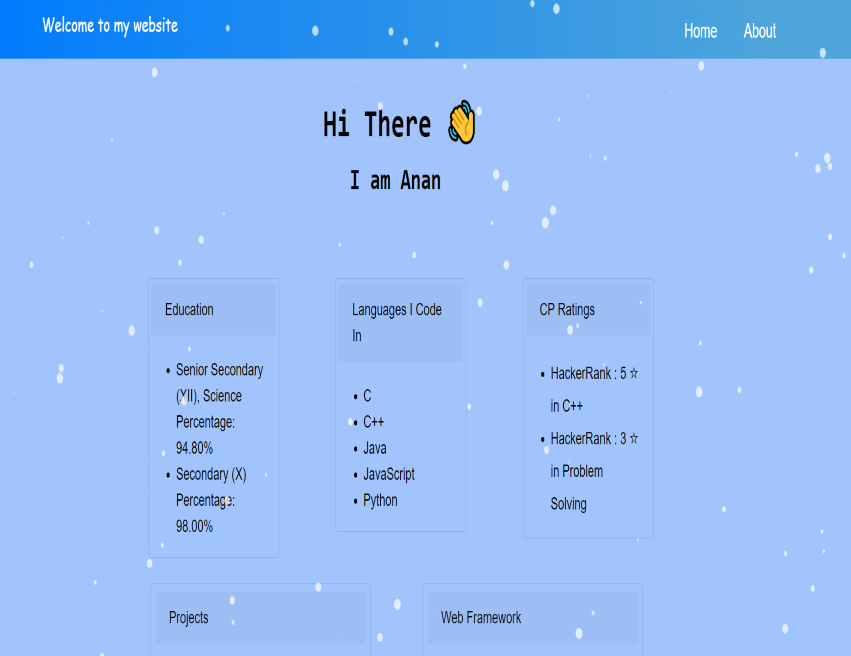 Welcome to my website
Home About
Hi There 👋
I am Anan
Education
• Senior Secondary
(XII), Science
Percentage:
94.80%
• Secondary (X)
Percentage:
98.00%
Languages I Code
In
• C
• C++
• Java
• JavaScript
• Python
CP Ratings
• HackerRank : 5 ☆
in C++
• HackerRank : 3 ☆
in Problem
Solving
Projects
Web Framework